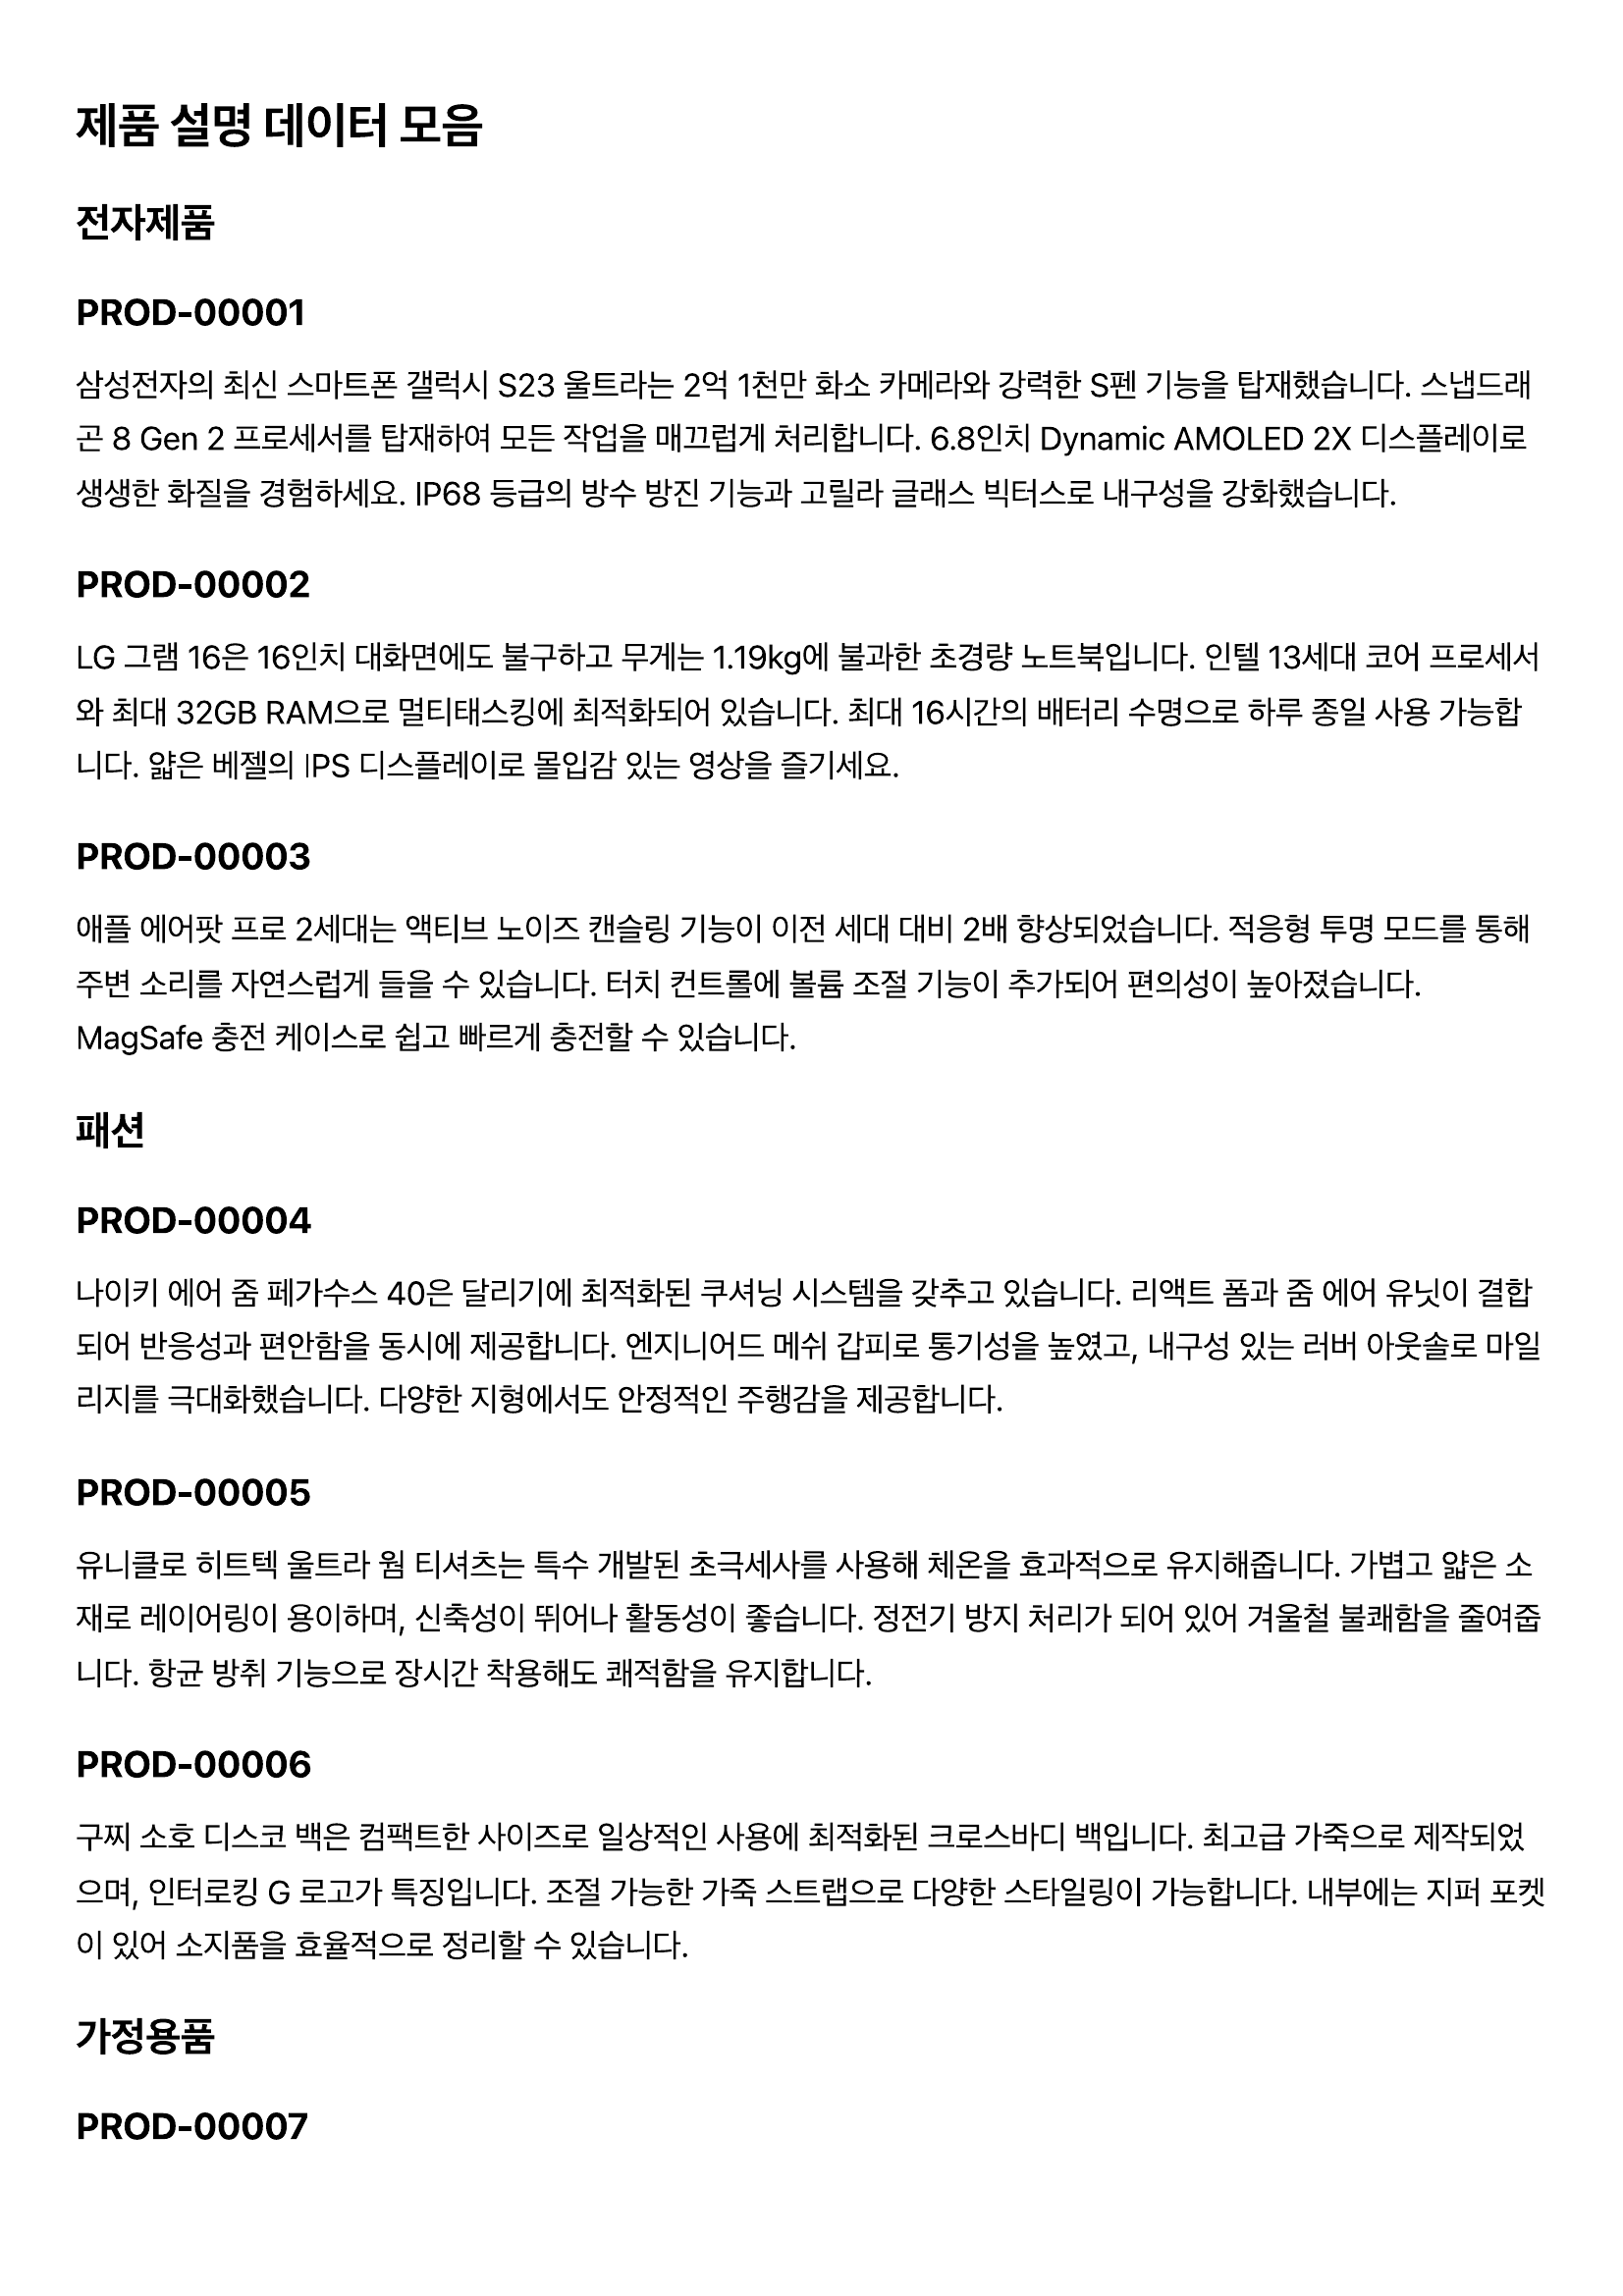 제품 설명 데이터 모음
전자제품
PROD-00001
삼성전자의 최신 스마트폰 갤럭시 S23 울트라는 2억 1천만 화소 카메라와 강력한 S펜 기능을 탑재했습니다. 스냅드래
곤 8 Gen 2 프로세서를 탑재하여 모든 작업을 매끄럽게 처리합니다. 6.8인치 Dynamic AMOLED 2X 디스플레이로
생생한 화질을 경험하세요. IP68 등급의 방수 방진 기능과 고릴라 글래스 빅터스로 내구성을 강화했습니다.
PROD-00002
LG 그램 16은 16인치 대화면에도 불구하고 무게는 1.19kg에 불과한 초경량 노트북입니다. 인텔 13세대 코어 프로세서
와 최대 32GB RAM으로 멀티태스킹에 최적화되어 있습니다. 최대 16시간의 배터리 수명으로 하루 종일 사용 가능합
니다. 얇은 베젤의 IPS 디스플레이로 몰입감 있는 영상을 즐기세요.
PROD-00003
애플 에어팟 프로 2세대는 액티브 노이즈 캔슬링 기능이 이전 세대 대비 2배 향상되었습니다. 적응형 투명 모드를 통해
주변 소리를 자연스럽게 들을 수 있습니다. 터치 컨트롤에 볼륨 조절 기능이 추가되어 편의성이 높아졌습니다.
MagSafe 충전 케이스로 쉽고 빠르게 충전할 수 있습니다.
패션
PROD-00004
나이키 에어 줌 페가수스 40은 달리기에 최적화된 쿠셔닝 시스템을 갖추고 있습니다. 리액트 폼과 줌 에어 유닛이 결합
되어 반응성과 편안함을 동시에 제공합니다. 엔지니어드 메쉬 갑피로 통기성을 높였고, 내구성 있는 러버 아웃솔로 마일
리지를 극대화했습니다. 다양한 지형에서도 안정적인 주행감을 제공합니다.
PROD-00005
유니클로 히트텍 울트라 웜 티셔츠는 특수 개발된 초극세사를 사용해 체온을 효과적으로 유지해줍니다. 가볍고 얇은 소
재로 레이어링이 용이하며, 신축성이 뛰어나 활동성이 좋습니다. 정전기 방지 처리가 되어 있어 겨울철 불쾌함을 줄여줍
니다. 항균 방취 기능으로 장시간 착용해도 쾌적함을 유지합니다.
PROD-00006
구찌 소호 디스코 백은 컴팩트한 사이즈로 일상적인 사용에 최적화된 크로스바디 백입니다. 최고급 가죽으로 제작되었
으며, 인터로킹 G 로고가 특징입니다. 조절 가능한 가죽 스트랩으로 다양한 스타일링이 가능합니다. 내부에는 지퍼 포켓
이 있어 소지품을 효율적으로 정리할 수 있습니다.
가정용품
PROD-00007